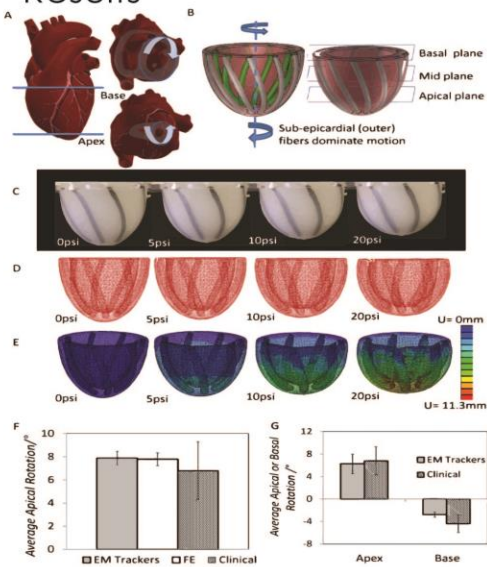 A
Base
Apex
B
Basal plane
Mid plane
Apical plane
Sub-epicardial (outer)
fibers dominate motion
C
0psi 5psi 10psi 20psi
D
0psi 5psi 10psi 20psi
U= 0mm
E
0psi 5psi 10psi 20psi
U= 11.3mm
F
Average Apical Rotation/°
10
8
6
4
2
0
EM Trackers FE Clinical
G
Average Apical or Basal
Rotation /°
12
8
4
0
-4
-8
EM Trackers
Clinical
Apex Base